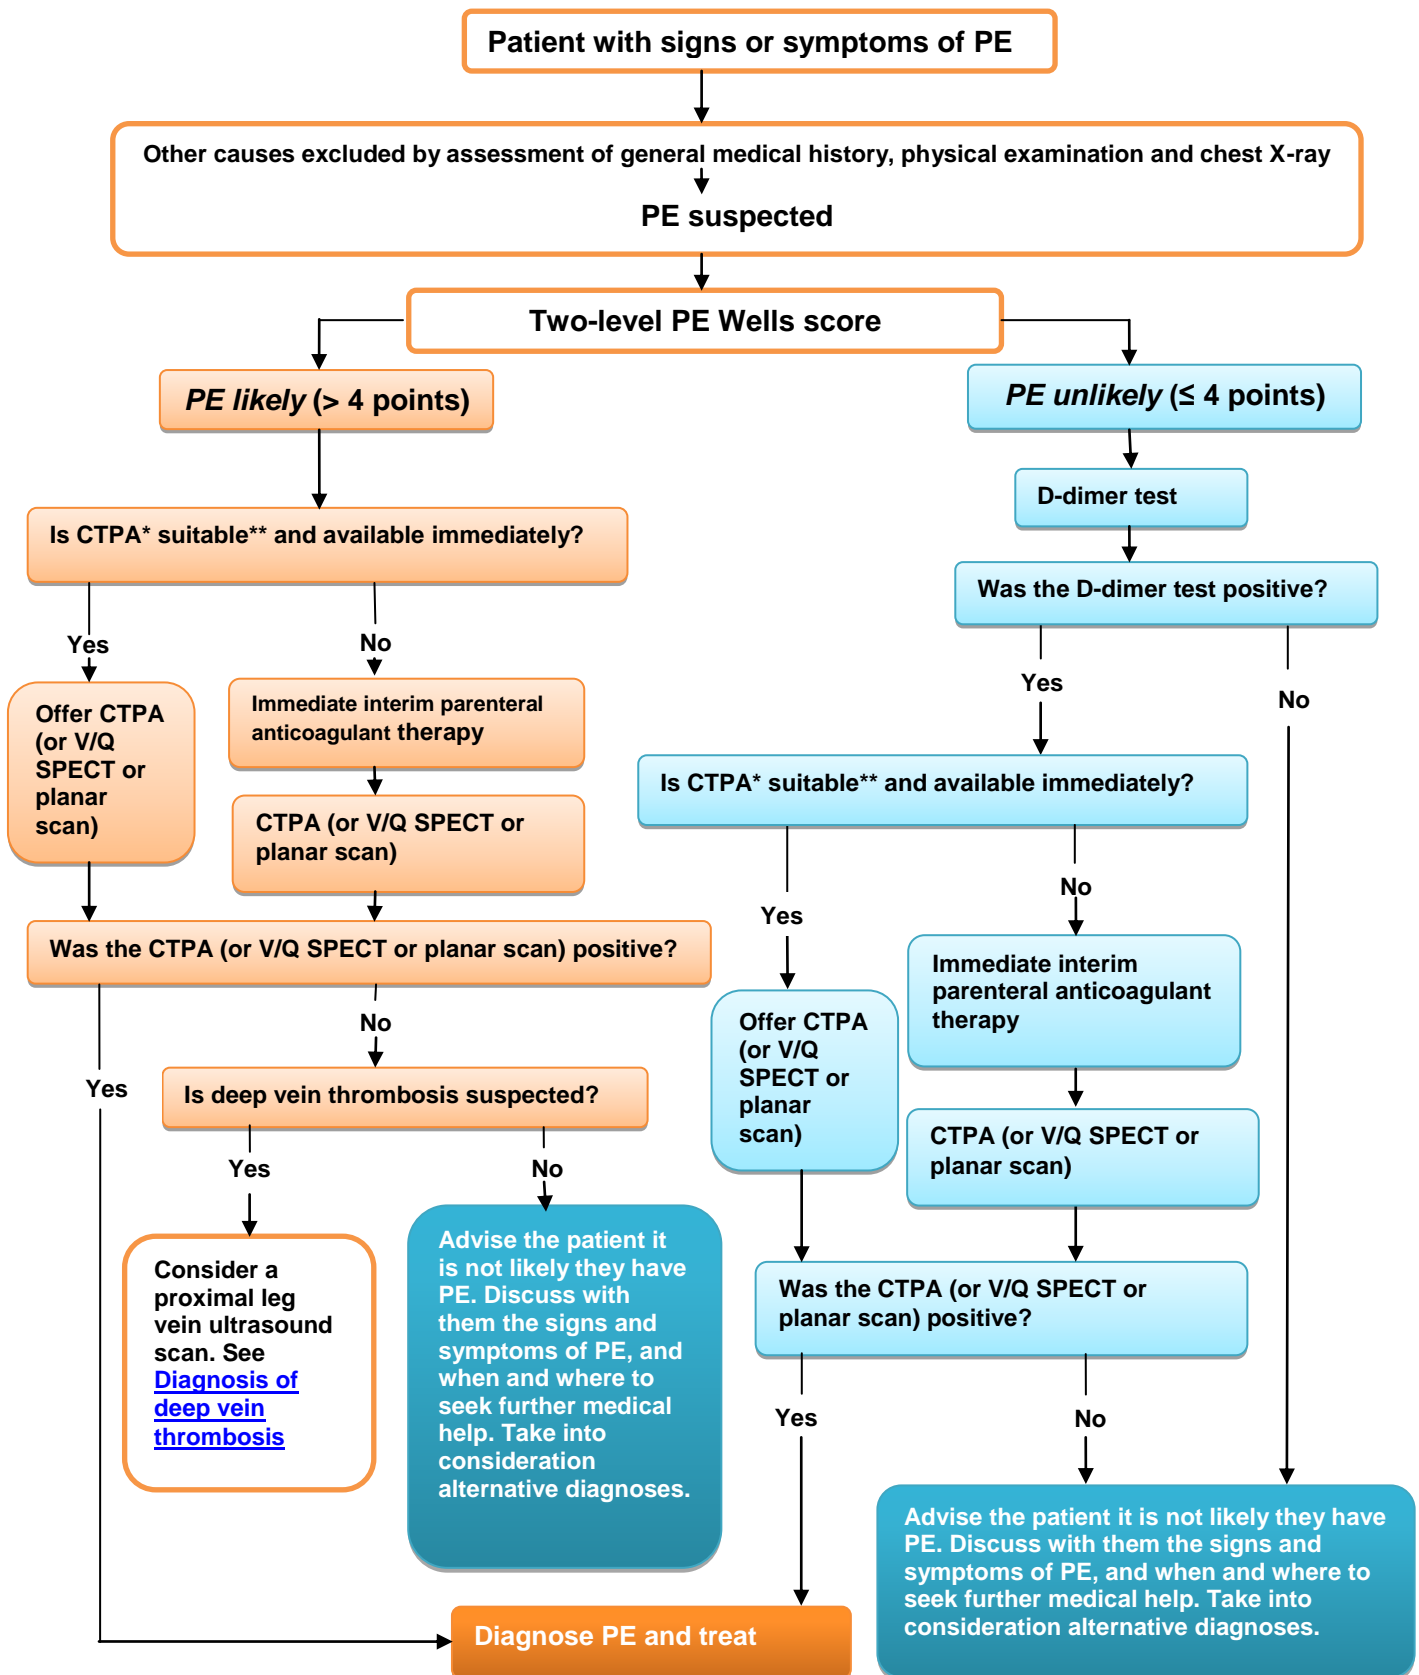 Patient with signs or symptoms of PE
Other causes excluded by assessment of general medical history, physical examination and chest X-ray
PE suspected
Two-level PE Wells score
PE likely (> 4 points)
Is CTPA* suitable** and available immediately?
Yes
No
Offer CTPA
(or V/Q
SPECT or
planar
scan)
Immediate interim parenteral
anticoagulant therapy
CTPA (or V/Q SPECT or
planar scan)
Was the CTPA (or V/Q SPECT or planar scan) positive?
Yes
No
Is deep vein thrombosis suspected?
Yes
No
Consider a
proximal leg
vein ultrasound
scan. See
Diagnosis of
deep vein
thrombosis
Advise the patient it
is not likely they have
PE. Discuss with
them the signs and
symptoms of PE, and
when and where to
seek further medical
help. Take into
consideration
alternative diagnoses.
Diagnose PE and treat
PE unlikely (≤ 4 points)
D-dimer test
Was the D-dimer test positive?
Yes
No
Is CTPA* suitable** and available immediately?
Yes
No
Offer CTPA
(or V/Q
SPECT or
planar
scan)
Immediate interim
parenteral anticoagulant
therapy
CTPA (or V/Q SPECT or
planar scan)
Was the CTPA (or V/Q SPECT or
planar scan) positive?
Yes
No
Advise the patient it is not likely they have
PE. Discuss with them the signs and
symptoms of PE, and when and where to
seek further medical help. Take into
consideration alternative diagnoses.